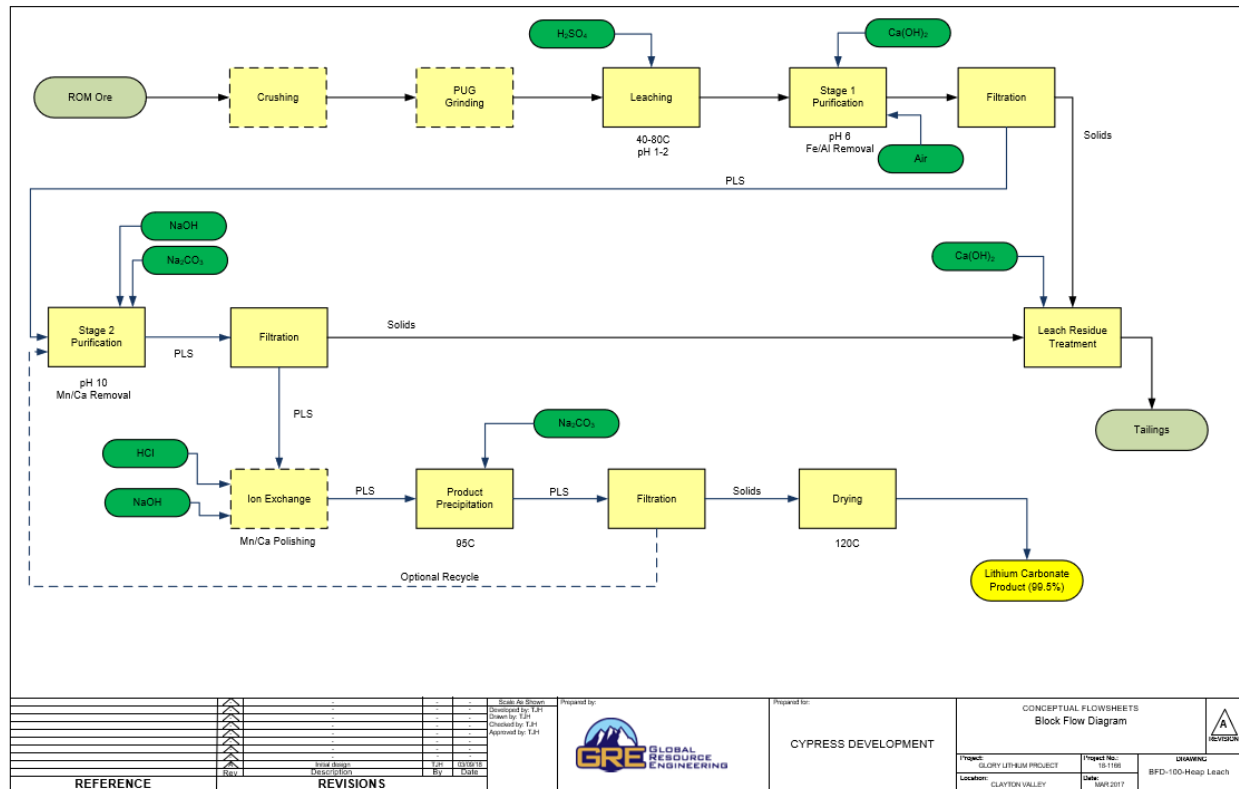 H₂SO₄
Ca(OH)₂
ROM Ore
Crushing
PUG
Grinding
Leaching
Stage 1
Purification
Filtration
40-80C
pH 1-2
pH 6
Fe/Al Removal
Air
Solids
PLS
NaOH
Na₂CO₃
Ca(OH)₂
Stage 2
Purification
PLS
Filtration
Solids
Leach Residue
Treatment
pH 10
Mn/Ca Removal
PLS
Na₂CO₃
Tailings
HCl
NaOH
Ion Exchange
PLS
Product
Precipitation
PLS
Filtration
Solids
Drying
Mn/Ca Polishing
95C
120C
Optional Recycle
Lithium Carbonate
Product (99.5%)
Scale As Shown
Developed by: TJH
Drawn by: TJH
Checked by: TJH
Approved by: TJH
Initial design TJH 03/09/18
Rev Description By Date
REFERENCE REVISIONS
Prepared by:
GRE GLOBAL
RESOURCE
ENGINEERING
Prepared for:
CYPRESS DEVELOPMENT
CONCEPTUAL FLOWSHEETS
Block Flow Diagram
A
REVISION
Project:
GLORY LITHIUM PROJECT
Project No.:
18-1166
DRAWING
BFD-100-Heap Leach
Location:
CLAYTON VALLEY
Date:
MAR 2017